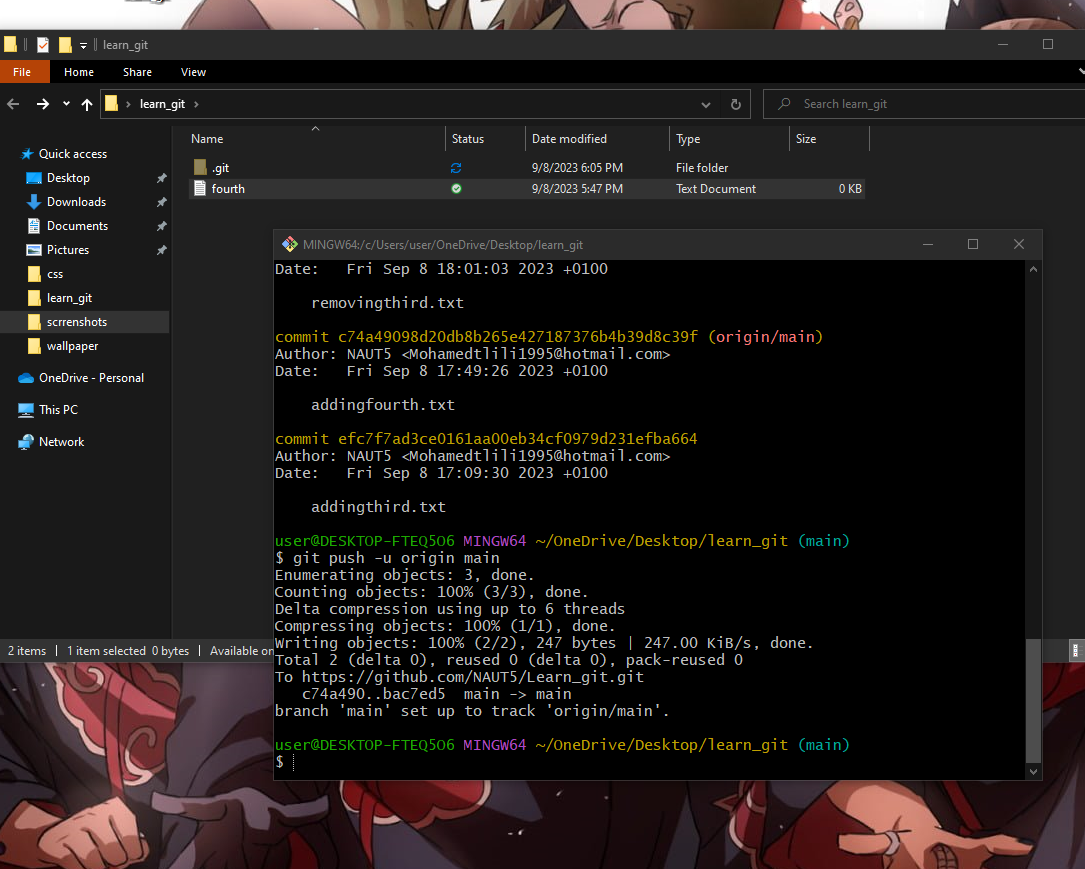 learn_git
File Home Share View
learn_git
Search learn_git
Name Status Date modified Type Size
Quick access
Desktop
Downloads
Documents
Pictures
css
learn_git
scrrenshots
wallpaper
OneDrive - Personal
This PC
Network
.git 9/8/2023 6:05 PM File folder
fourth 9/8/2023 5:47 PM Text Document 0 KB
2 items 1 item selected 0 bytes Available on
MINGW64:/c/Users/user/OneDrive/Desktop/learn_git
Date:   Fri Sep 8 18:01:03 2023 +0100
removingthird.txt
commit c74a49098d20db8b265e427187376b4b39d8c39f (origin/main)
Author: NAUT5 <Mohamedtlili1995@hotmail.com>
Date:   Fri Sep 8 17:49:26 2023 +0100
addingfourth.txt
commit efc7f7ad3ce0161aa00eb34cf0979d231efba664
Author: NAUT5 <Mohamedtlili1995@hotmail.com>
Date:   Fri Sep 8 17:09:30 2023 +0100
addingthird.txt
user@DESKTOP-FTEQ5O6 MINGW64 ~/OneDrive/Desktop/learn_git (main)
$ git push -u origin main
Enumerating objects: 3, done.
Counting objects: 100% (3/3), done.
Delta compression using up to 6 threads
Compressing objects: 100% (1/1), done.
Writing objects: 100% (2/2), 247 bytes | 247.00 KiB/s, done.
Total 2 (delta 0), reused 0 (delta 0), pack-reused 0
To https://github.com/NAUT5/Learn_git.git
c74a490..bac7ed5  main -> main
branch 'main' set up to track 'origin/main'.
user@DESKTOP-FTEQ5O6 MINGW64 ~/OneDrive/Desktop/learn_git (main)
$